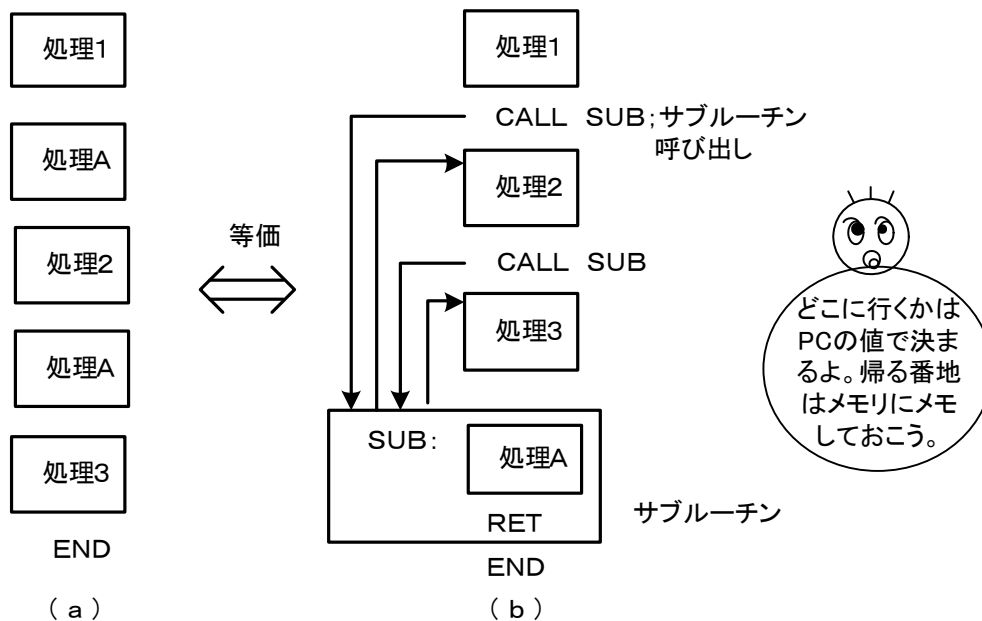 処理1
処理A
処理2
処理A
処理3
END
(a)
等価
処理1
CALL SUB;サブルーチン
呼び出し
処理2
CALL SUB
処理3
SUB:
処理A
RET
サブルーチン
END
(b)
どこに行くかは
PCの値で決ま
るよ。帰る番地
はメモリにメモ
しておこう。